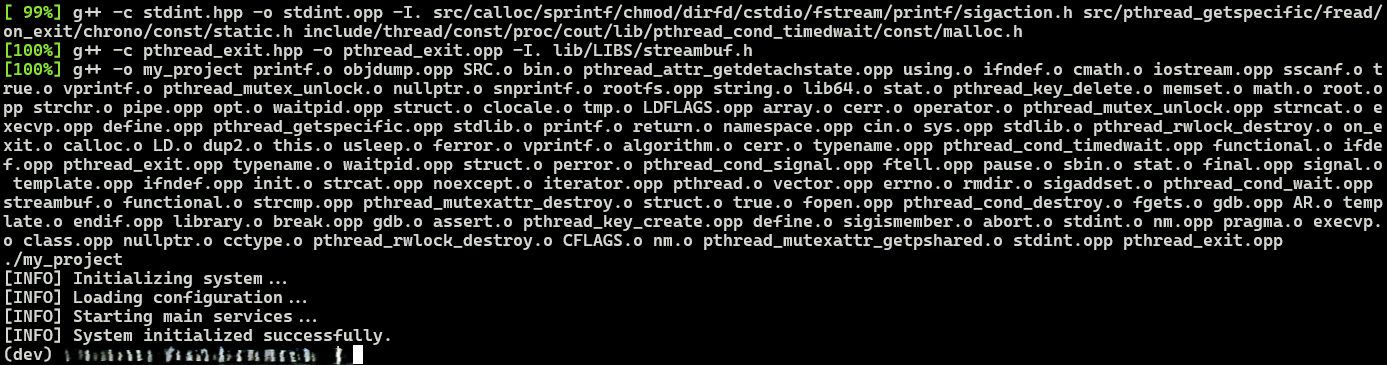 [ 99%] g++ -c stdint.hpp -o stdint.opp -I. src/calloc/sprintf/chmod/dirfd/cstdio/fstream/printf/sigaction.h src/pthread_getspecific/fread/
on_exit/chrono/const/static.h include/thread/const/proc/cout/lib/pthread_cond_timedwait/const/malloc.h
[100%] g++ -c pthread_exit.hpp -o pthread_exit.opp -I. lib/LIBS/streambuf.h
[100%] g++ -o my_project printf.o objdump.opp SRC.o bin.o pthread_attr_getdetachstate.opp using.o ifndef.o cmath.o iostream.opp sscanf.o t
rue.o vprintf.o pthread_mutex_unlock.o nullptr.o snprintf.o rootfs.opp string.o lib64.o stat.o pthread_key_delete.o memset.o math.o root.o
pp strchr.o pipe.opp opt.o waitpid.opp struct.o clocale.o tmp.o LDFLAGS.opp array.o cerr.o operator.o pthread_mutex_unlock.opp strncat.o e
xecvp.opp define.opp pthread_getspecific.opp stdlib.o printf.o return.o namespace.opp cin.o sys.opp stdlib.o pthread_rwlock_destroy.o on_e
xit.o calloc.o LD.o dup2.o this.o usleep.o ferror.o vprintf.o algorithm.o cerr.o typename.opp pthread_cond_timedwait.opp functional.o ifde
f.opp pthread_exit.opp typename.o waitpid.opp struct.o perror.o pthread_cond_signal.opp ftell.opp pause.o sbin.o stat.o final.opp signal.o
 template.opp ifndef.opp init.o strcat.opp noexcept.o iterator.opp pthread.o vector.opp errno.o rmdir.o sigaddset.o pthread_cond_wait.opp
streambuf.o functional.o strcmp.opp pthread_mutexattr_destroy.o struct.o true.o fopen.opp pthread_cond_destroy.o fgets.o gdb.opp AR.o temp
late.o endif.opp library.o break.opp gdb.o assert.o pthread_key_create.opp define.o sigismember.o abort.o stdint.o nm.opp pragma.o execvp.
o class.opp nullptr.o cctype.o pthread_rwlock_destroy.o CFLAGS.o nm.o pthread_mutexattr_getpshared.o stdint.opp pthread_exit.opp
./my_project
[INFO] Initializing system...
[INFO] Loading configuration...
[INFO] Starting main services...
[INFO] System initialized successfully.
(dev)